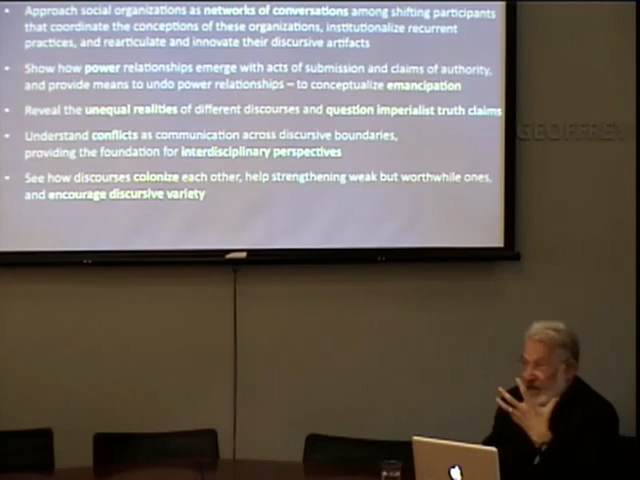 • Approach social organizations as networks of conversations among shifting participants
that coordinate the conceptions of these organizations, institutionalize recurrent
practices, and rearticulate and innovate their discursive artifacts
• Show how power relationships emerge with acts of submission and claims of authority,
and provide means to undo power relationships – to conceptualize emancipation
• Reveal the unequal realities of different discourses and question imperialist truth claims
• Understand conflicts as communication across discursive boundaries,
providing the foundation for interdisciplinary perspectives
• See how discourses colonize each other, help strengthening weak but worthwhile ones,
and encourage discursive variety
GEOFFREY